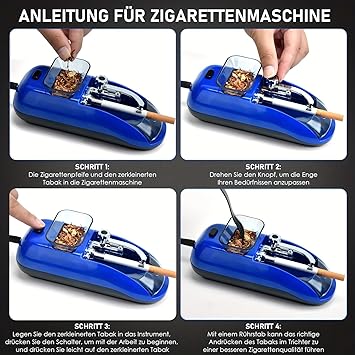 ANLEITUNG FÜR ZIGARETTENMASCHINE
SCHRITT 1:
Die Zigarettenpfeife und den zerkleinerten
Tabak in die Zigarettenmaschine
SCHRITT 2:
Drehen Sie den Knopf, um die Enge
Ihren Bedürfnissen anzupassen
SCHRITT 3:
Legen Sie den zerkleinerten Tabak in das Instrument,
drücken Sie den Schalter, um mit der Arbeit zu beginnen,
und drücken Sie leicht auf den zerkleinerten Tabak
SCHRITT 4:
Mit einem Rührstab kann das richtige
Andrücken des Tabaks im Trichter zu
einer besseren Zigarettenqualität führen